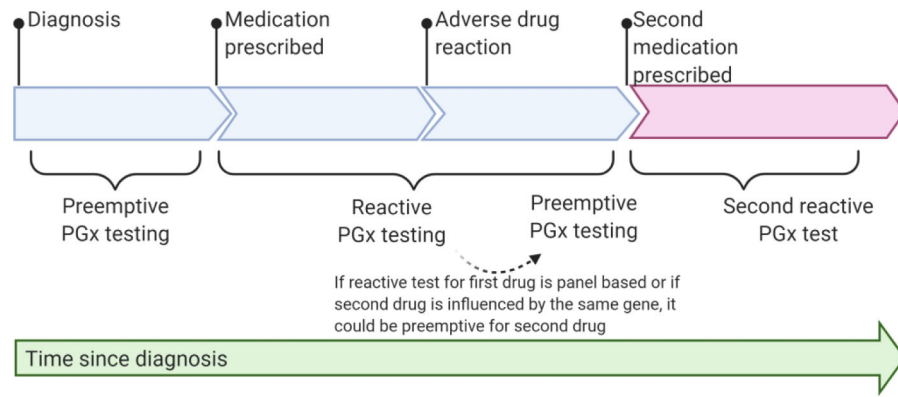 Diagnosis
Medication
prescribed
Adverse drug
reaction
Second
medication
prescribed
Preemptive
PGx testing
Reactive
PGx testing
Preemptive
PGx testing
Second reactive
PGx test
If reactive test for first drug is panel based or if
second drug is influenced by the same gene, it
could be preemptive for second drug
Time since diagnosis